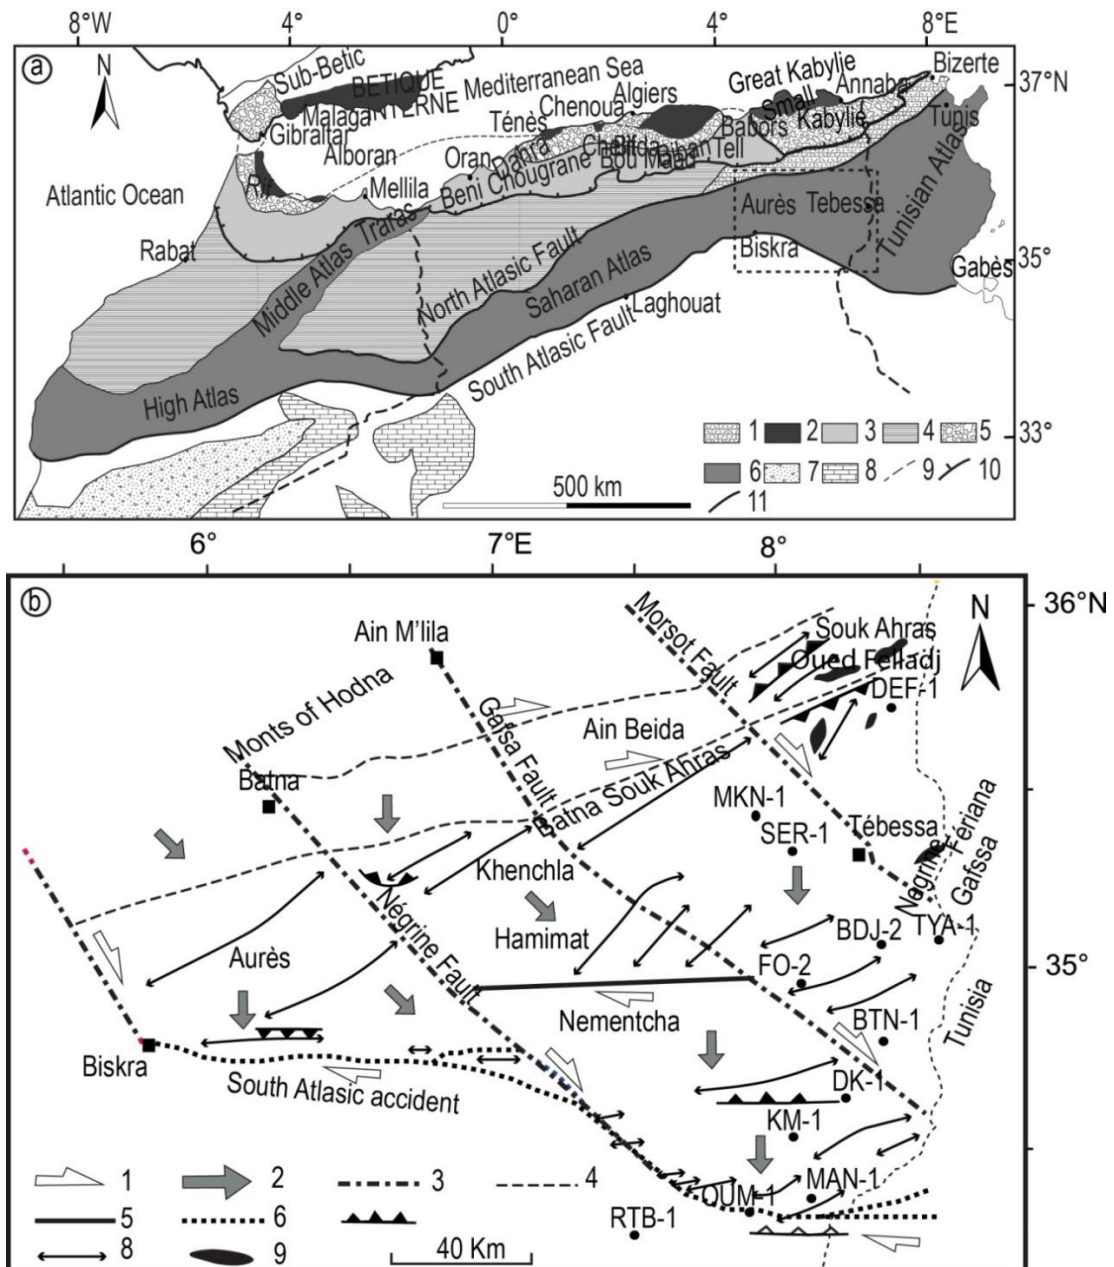 8°W 4° 0° 4° 8°E
a
N
Sub-Betic
BETIQUE
INTERNE
Malaga
Gibraltar
Alboran
Mediterranean Sea
Great Kabylie
Small
Kabylie
Annaba
Bizerte
37°N
Tunis
Algiers
Chenoua
Ténès
Oran
Dahra
Babors
Tell
Beni Chougrane
Atlantic Ocean
Rif
Mellila
Traras
Rabat
Middle Atlas
North Atlasic Fault
Saharan Atlas
Aurès
Tebessa
Biskra
Tunisian Atlas
35°
Gabès
Laghouat
South Atlasic Fault
High Atlas
33°
1 2 3 4 5
6 7 8 9 10
11
500 km
6° 7°E 8°
b
36°N
N
Ain M'lila
Morsot Fault
Souk Ahras
Oued Felladj
DEF-1
Monts of Hodna
Gafsa Fault
Ain Beida
Batna
Batna Souk Ahras
MKN-1
SER-1
Tébessa
Negrine
Feriana
Gafssa
Khenchla
Négrine Fault
Hamimat
BDJ-2
TYA-1
Aurès
FO-2
35°
Nementcha
BTN-1
Tunisia
Biskra
South Atlasic accident
DK-1
KM-1
MAN-1
OUM-1
RTB-1
1 2 3 4
5 6
8 9
40 Km